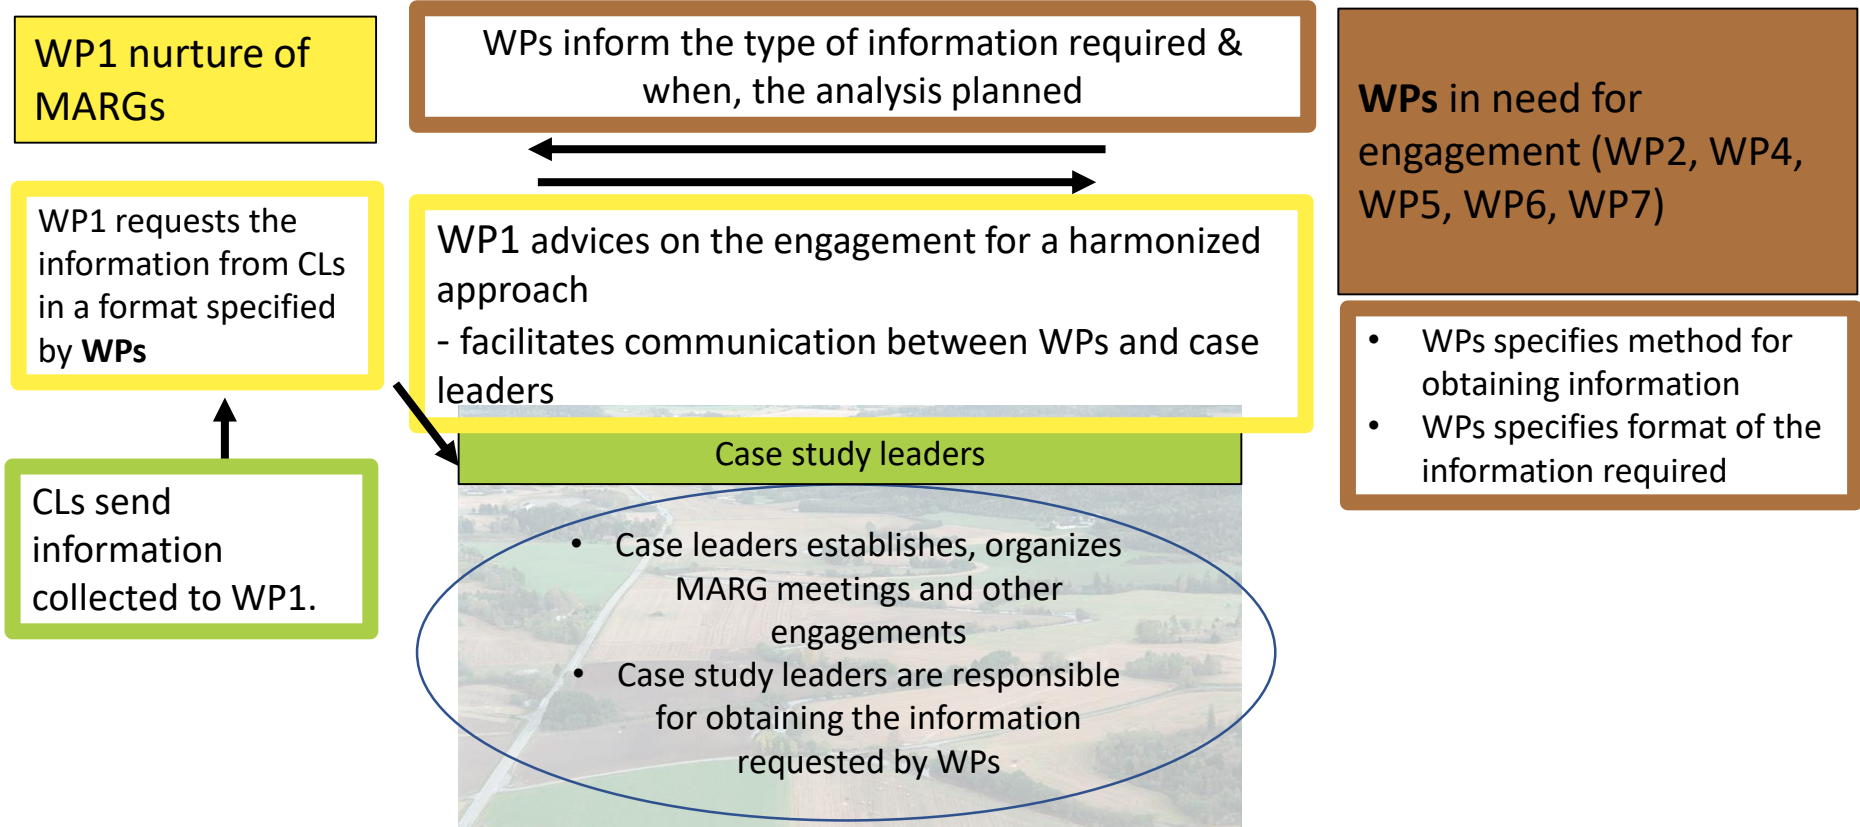 WP1 nurture of
MARGs
WPs inform the type of information required &
when, the analysis planned
WPs in need for
engagement (WP2, WP4,
WP5, WP6, WP7)
WP1 requests the
information from CLs
in a format specified
by WPs
WP1 advices on the engagement for a harmonized
approach
- facilitates communication between WPs and case
leaders
• WPs specifies method for
obtaining information
• WPs specifies format of the
information required
Case study leaders
CLs send
information
collected to WP1.
• Case leaders establishes, organizes
MARG meetings and other
engagements
• Case study leaders are responsible
for obtaining the information
requested by WPs